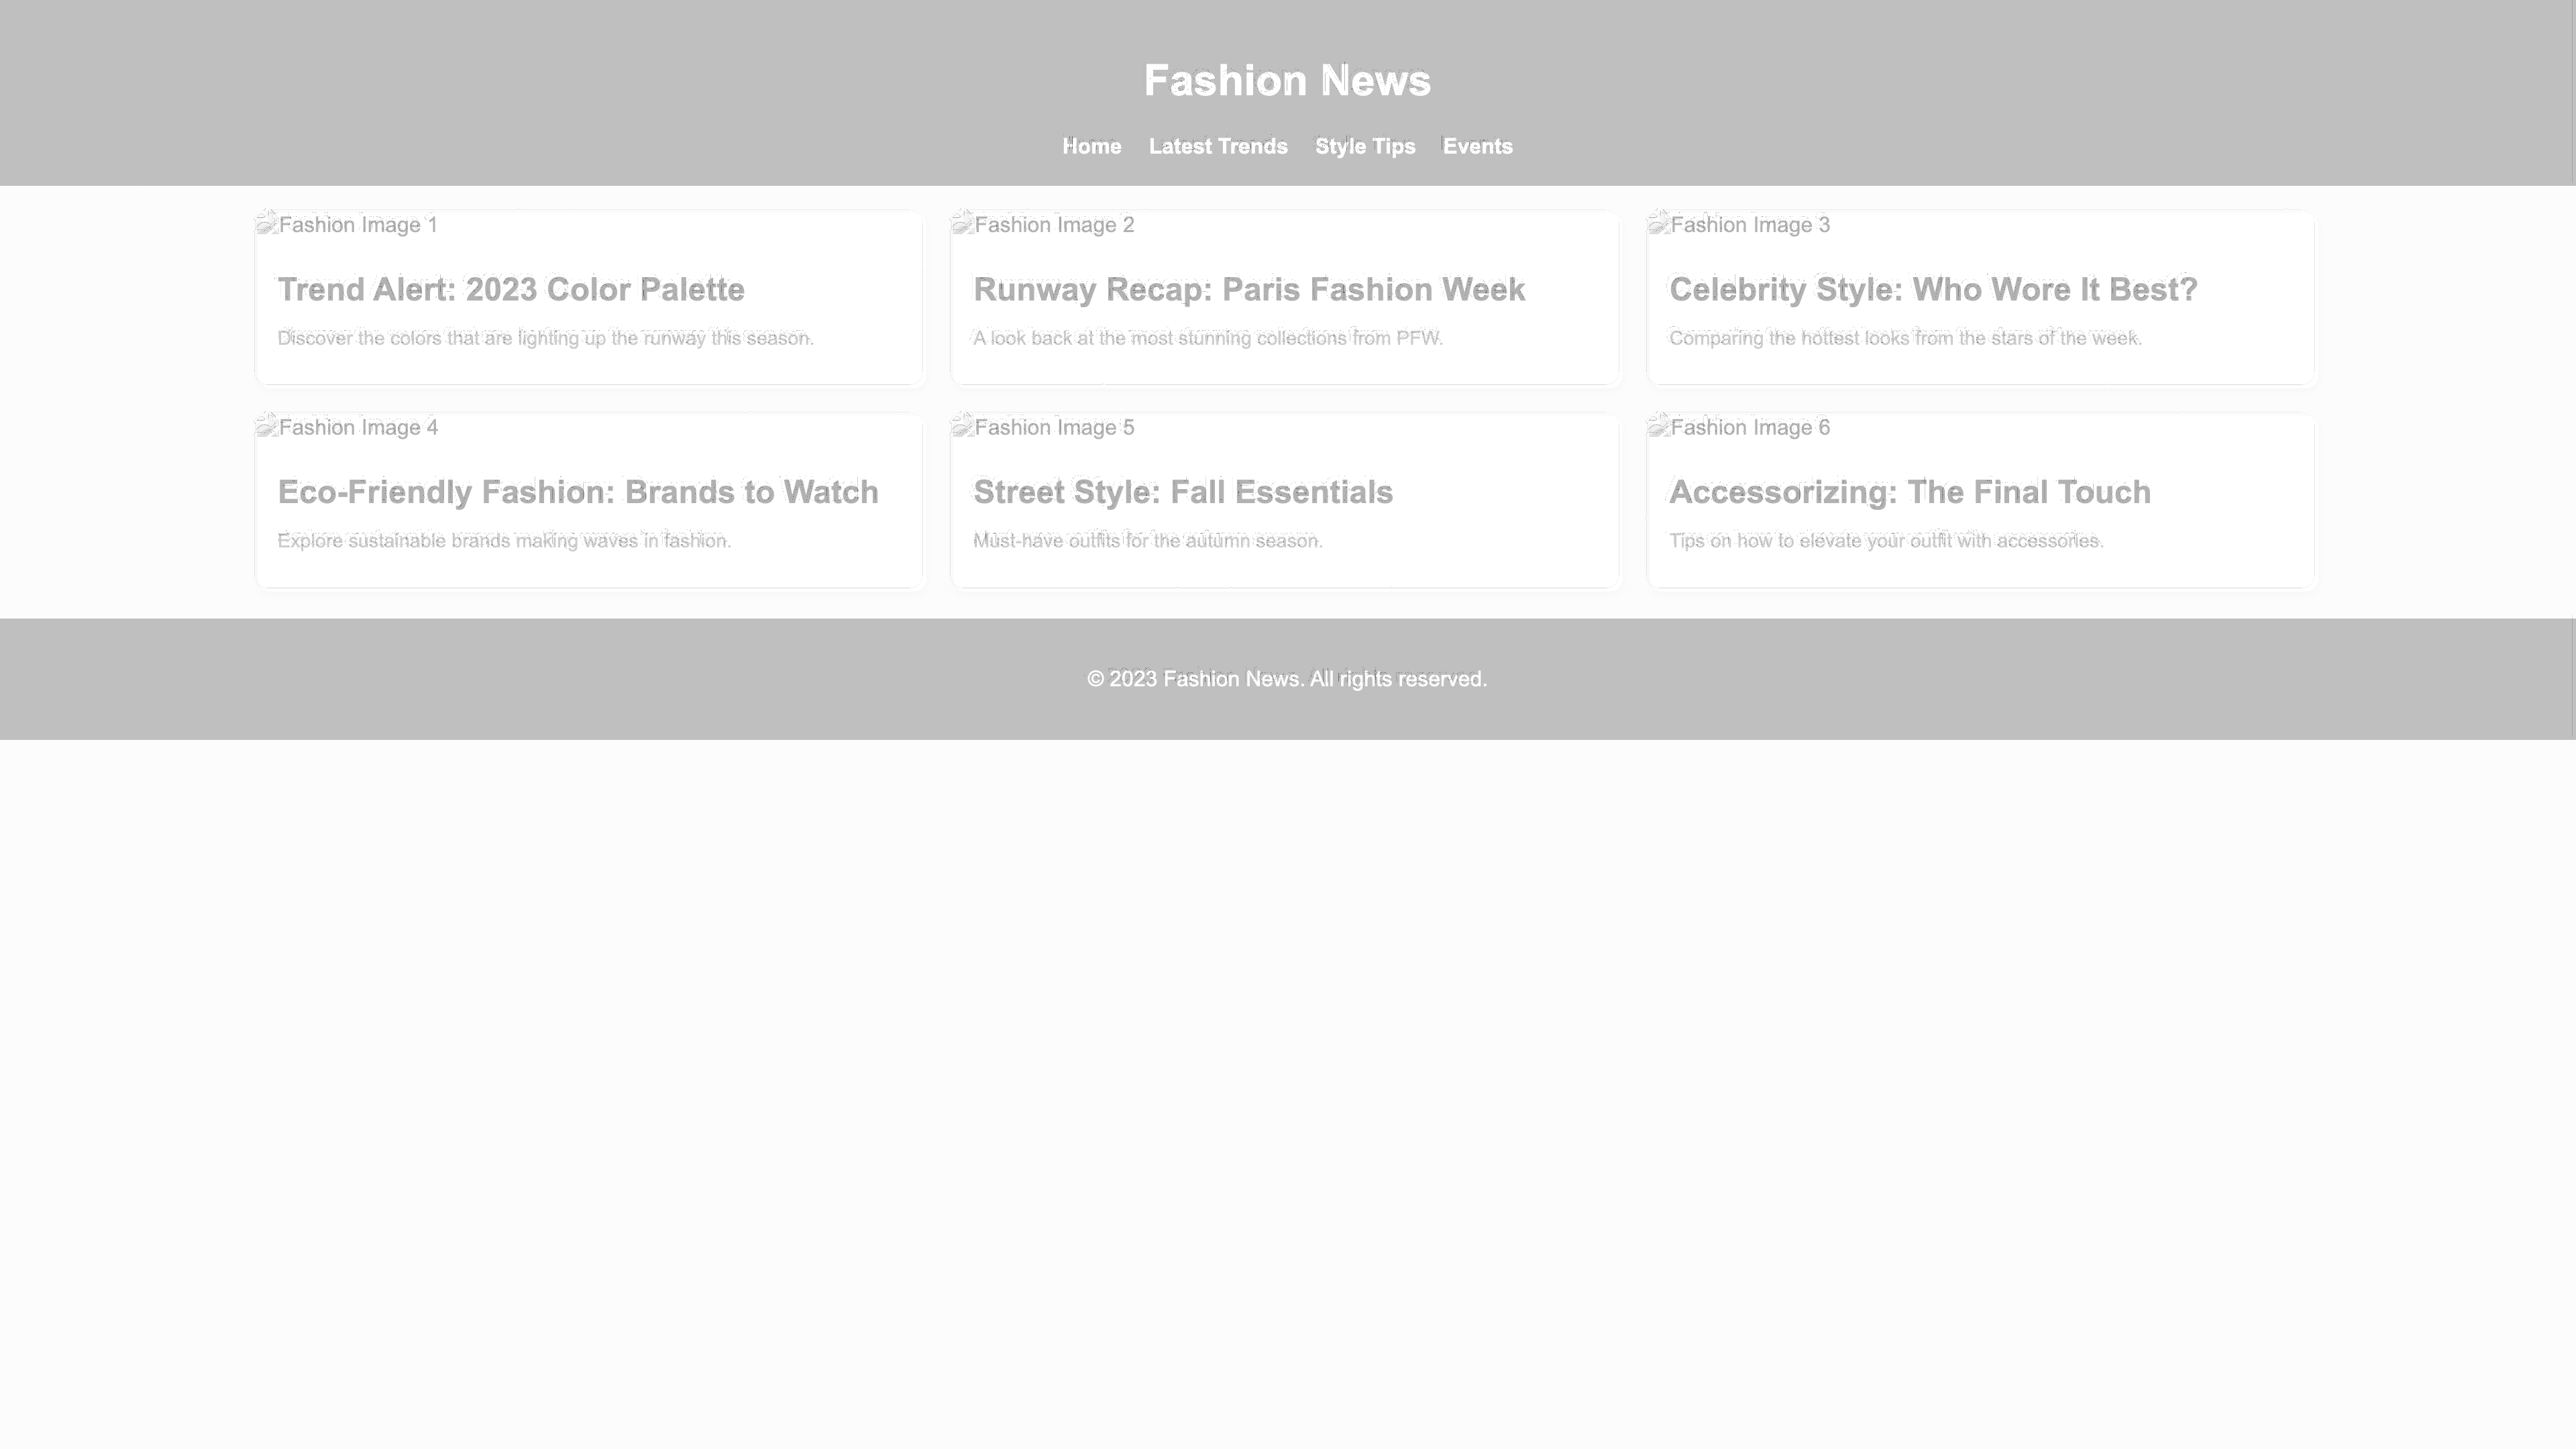 Fashion News
Home Latest Trends Style Tips Events
Fashion Image 1
Trend Alert: 2023 Color Palette
Discover the colors that are lighting up the runway this season.
Fashion Image 2
Runway Recap: Paris Fashion Week
A look back at the most stunning collections from PFW.
Fashion Image 3
Celebrity Style: Who Wore It Best?
Comparing the hottest looks from the stars of the week.
Fashion Image 4
Eco-Friendly Fashion: Brands to Watch
Explore sustainable brands making waves in fashion.
Fashion Image 5
Street Style: Fall Essentials
Must-have outfits for the autumn season.
Fashion Image 6
Accessorizing: The Final Touch
Tips on how to elevate your outfit with accessories.
© 2023 Fashion News. All rights reserved.